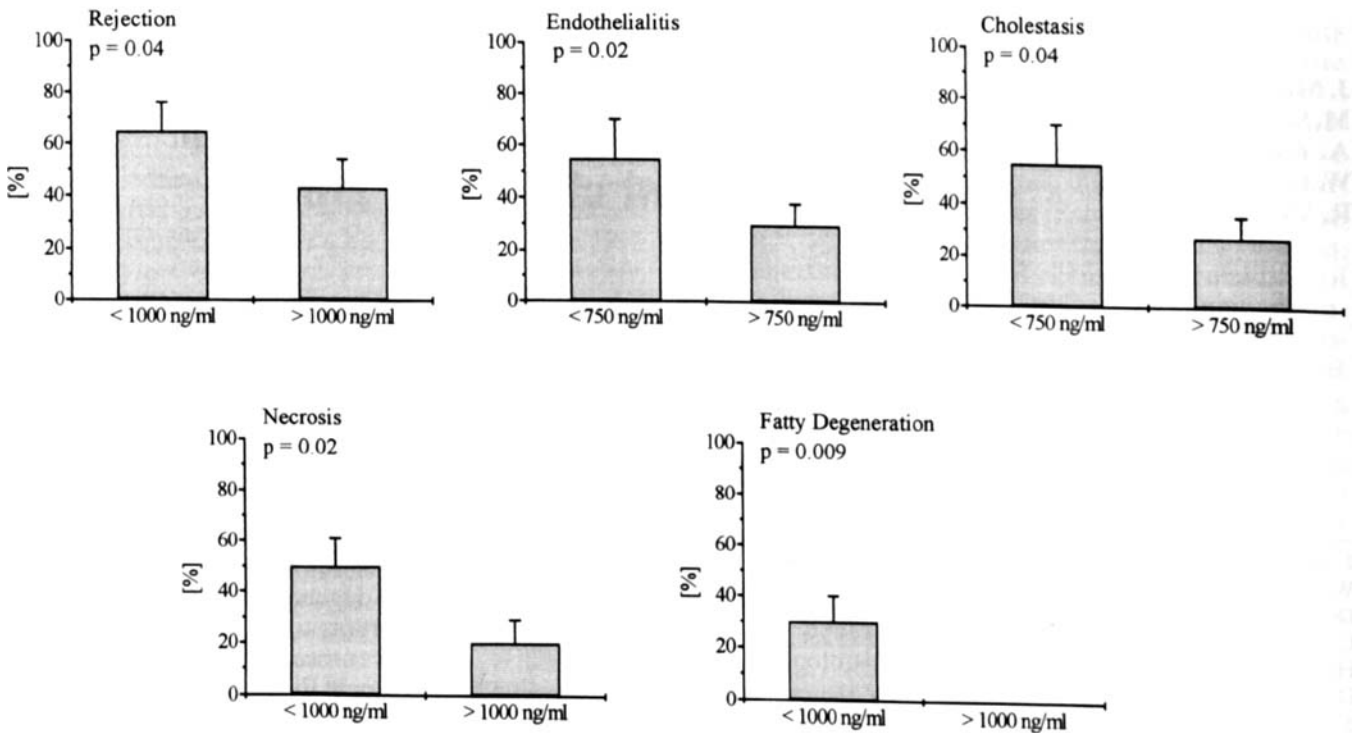 Rejection
p = 0.04
100
80
60
40
20
0
[%]
< 1000 ng/ml
> 1000 ng/ml
Endothelialitis
p = 0.02
100
80
60
40
20
0
[%]
< 750 ng/ml
> 750 ng/ml
Cholestasis
p = 0.04
100
80
60
40
20
0
[%]
< 750 ng/ml
> 750 ng/ml
J.
M.
A.
W.
R.
Necrosis
p = 0.02
100
80
60
40
20
0
[%]
< 1000 ng/ml
> 1000 ng/ml
Fatty Degeneration
p = 0.009
100
80
60
40
20
0
[%]
< 1000 ng/ml
> 1000 ng/ml